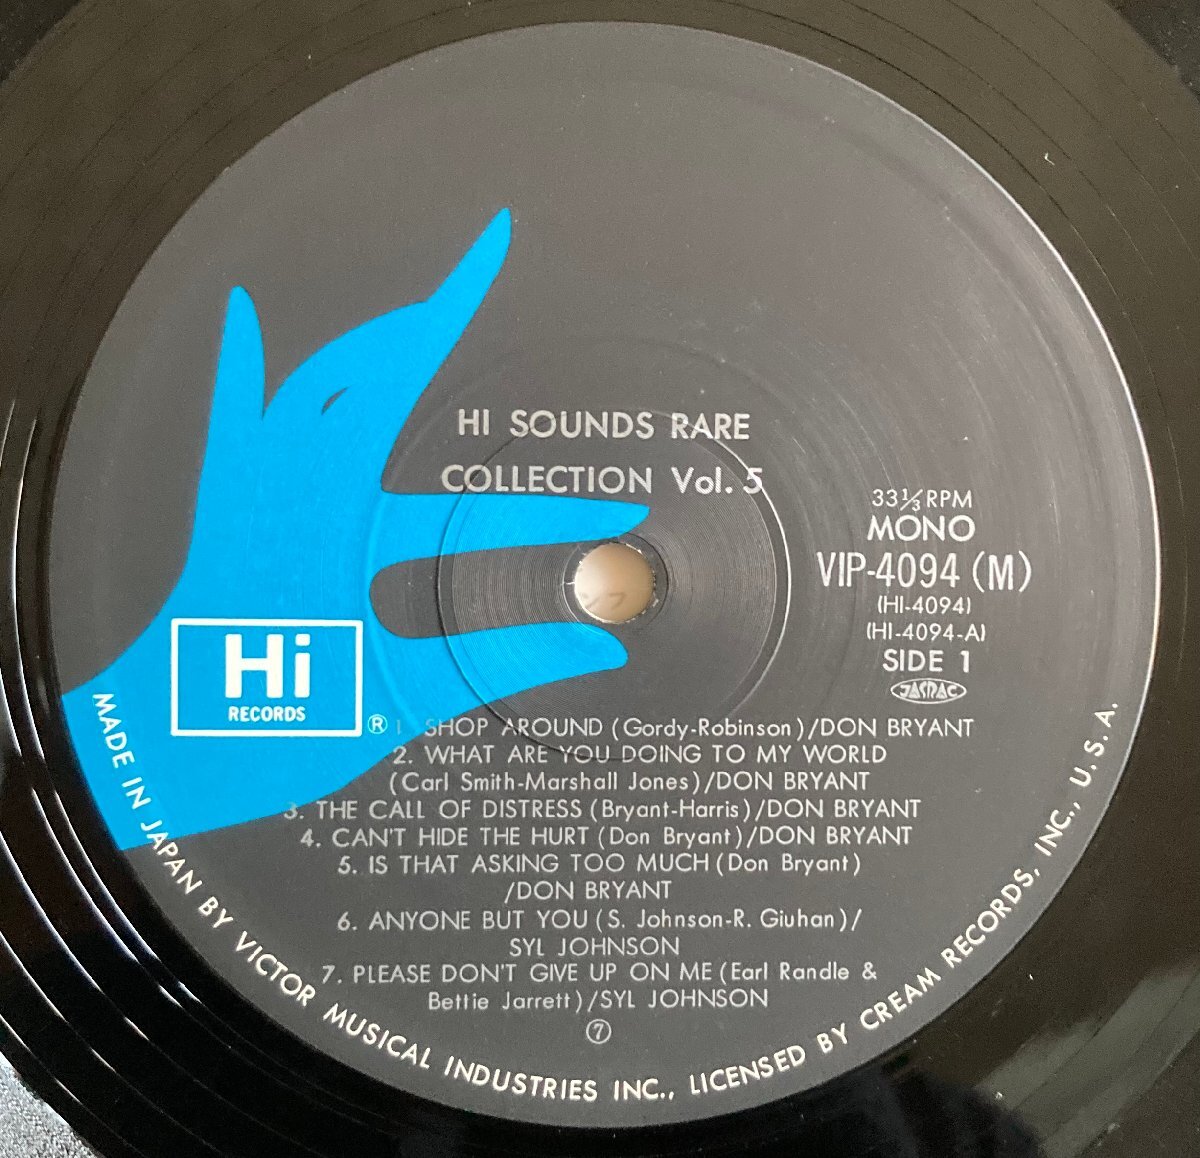 HI SOUNDS RARE
COLLECTION Vol. 5
33⅓ RPM
MONO
VIP-4094 (M)
(HI-4094)
(HI-4094-A)
SIDE 1
JASRAC
Hi
RECORDS
®
1. SHOP AROUND (Gordy-Robinson)/DON BRYANT
2. WHAT ARE YOU DOING TO MY WORLD
(Carl Smith-Marshall Jones)/DON BRYANT
3. THE CALL OF DISTRESS (Bryant-Harris)/DON BRYANT
4. CAN'T HIDE THE HURT (Don Bryant)/DON BRYANT
5. IS THAT ASKING TOO MUCH (Don Bryant)
/DON BRYANT
6. ANYONE BUT YOU (S. Johnson-R. Giuhan)/
SYL JOHNSON
7. PLEASE DON'T GIVE UP ON ME (Earl Randle &
Bettie Jarrett)/SYL JOHNSON
⑦
MADE IN JAPAN BY VICTOR MUSICAL INDUSTRIES INC., LICENSED BY CREAM RECORDS, INC., U.S.A.